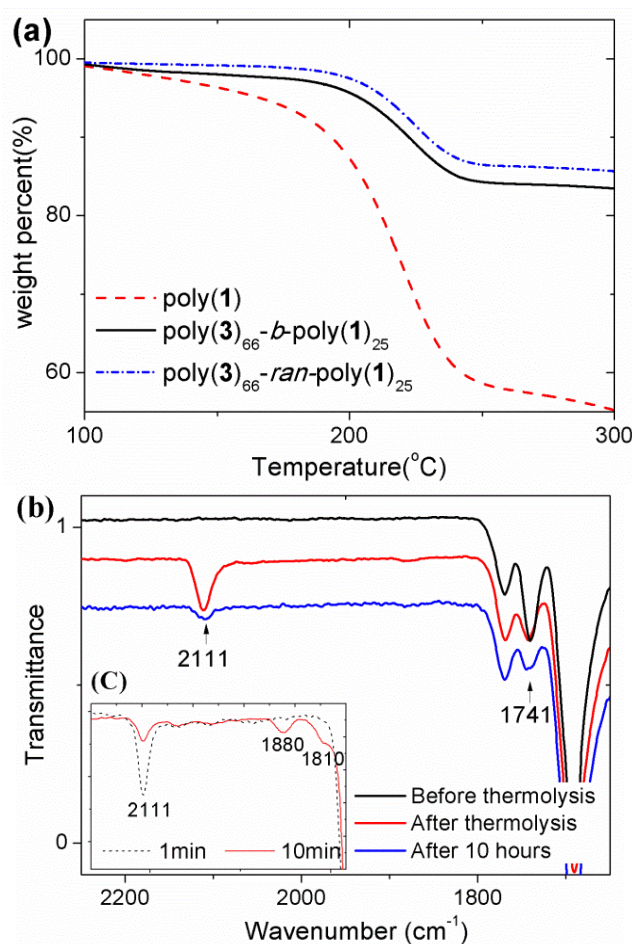 (a)
100
80
60
weight percent(%)
poly(1)
poly(3)₆₆-b-poly(1)₂₅
poly(3)₆₆-ran-poly(1)₂₅
100
200
300
Temperature(°C)
(b)
1
0
Transmittance
2111
1741
(C)
2111
1880
1810
1min
10min
Before thermolysis
After thermolysis
After 10 hours
2200
2000
1800
Wavenumber (cm⁻¹)